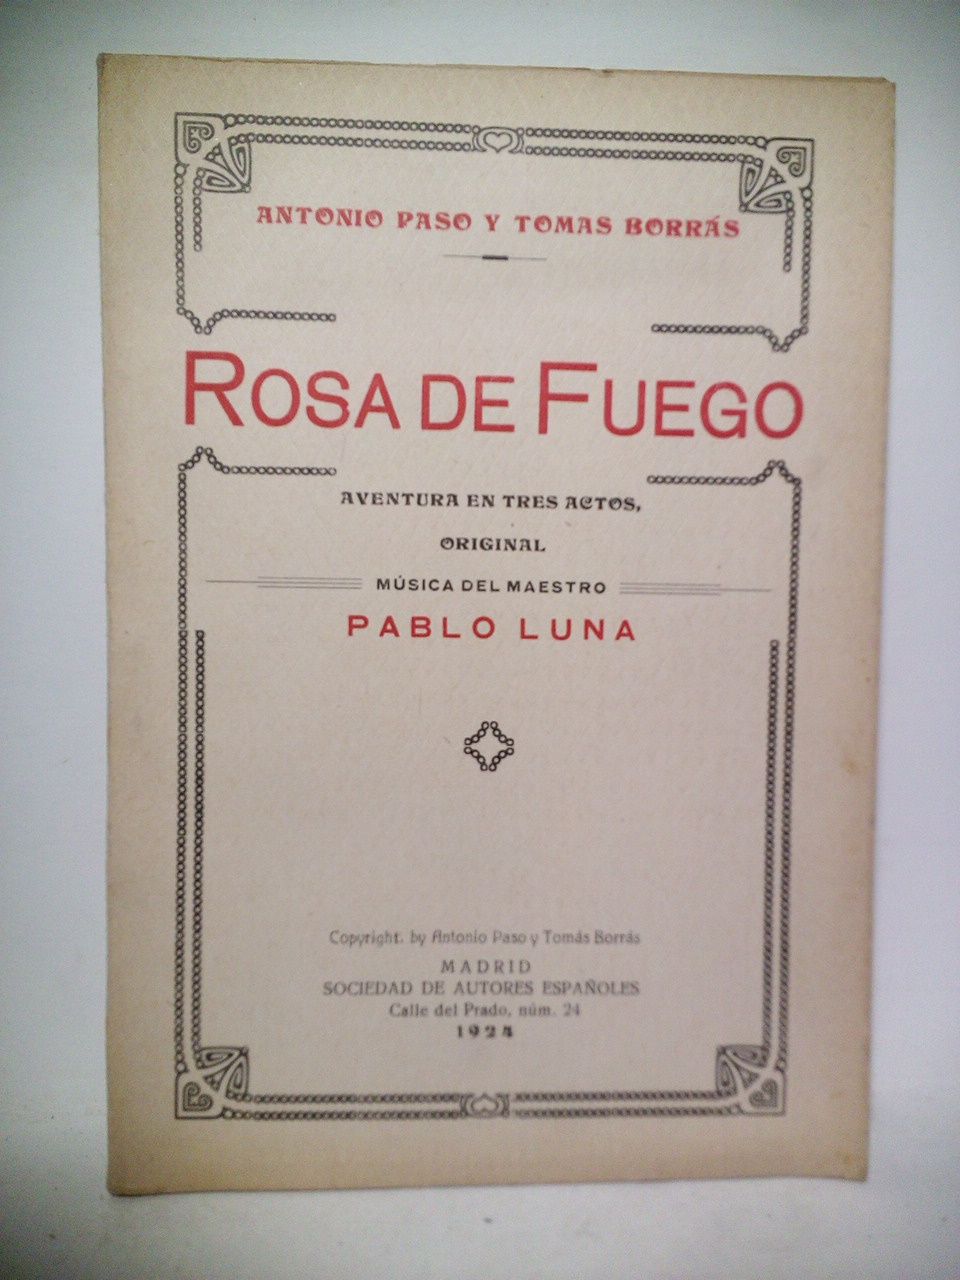 ANTONIO PASO Y TOMAS BORRÁS
ROSA DE FUEGO
AVENTURA EN TRES ACTOS,
ORIGINAL
MÚSICA DEL MAESTRO
PABLO LUNA
Copyright. by Antonio Paso y Tomás Borrás
MADRID
SOCIEDAD DE AUTORES ESPAÑOLES
Calle del Prado, núm. 24
1924